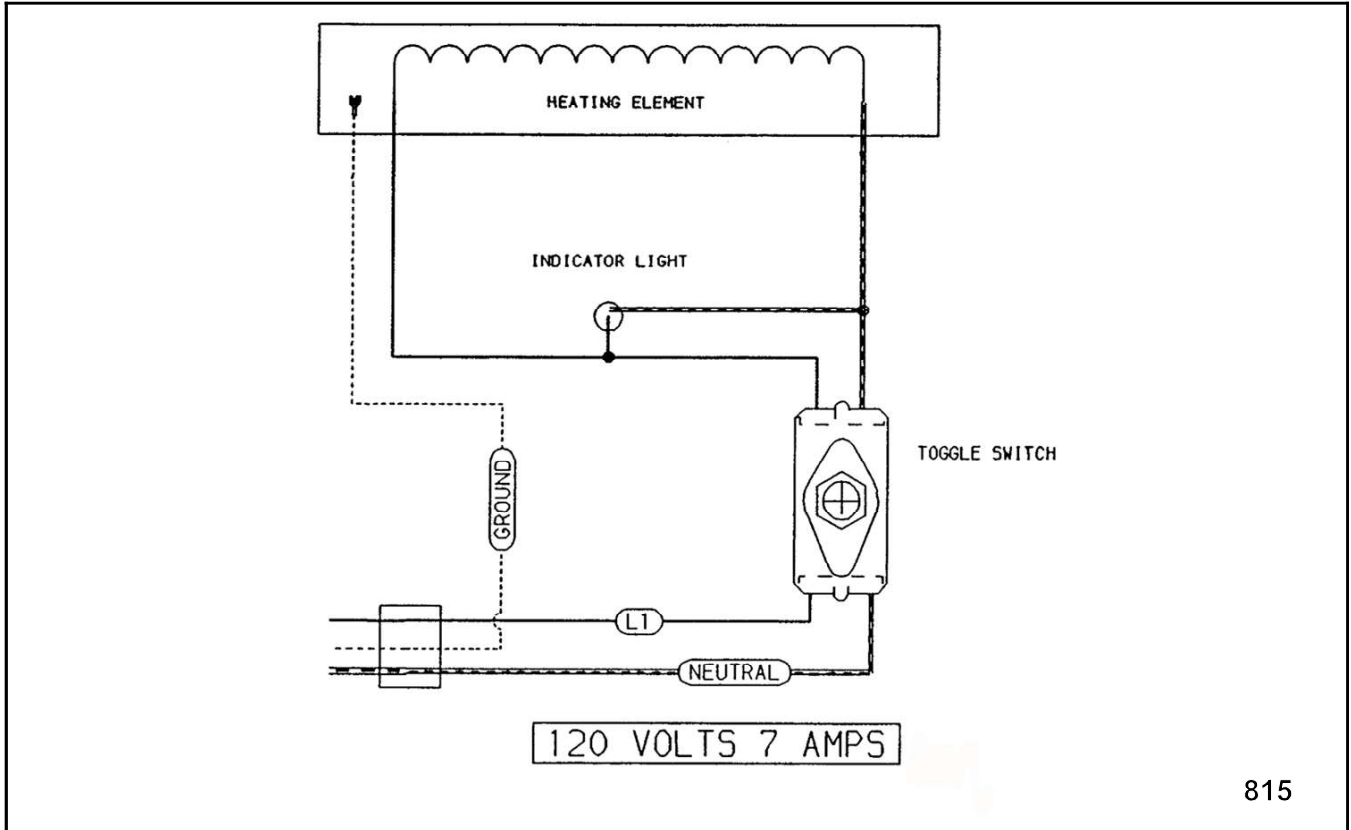 HEATING ELEMENT
INDICATOR LIGHT
TOGGLE SWITCH
GROUND
L1
NEUTRAL
120 VOLTS 7 AMPS
815